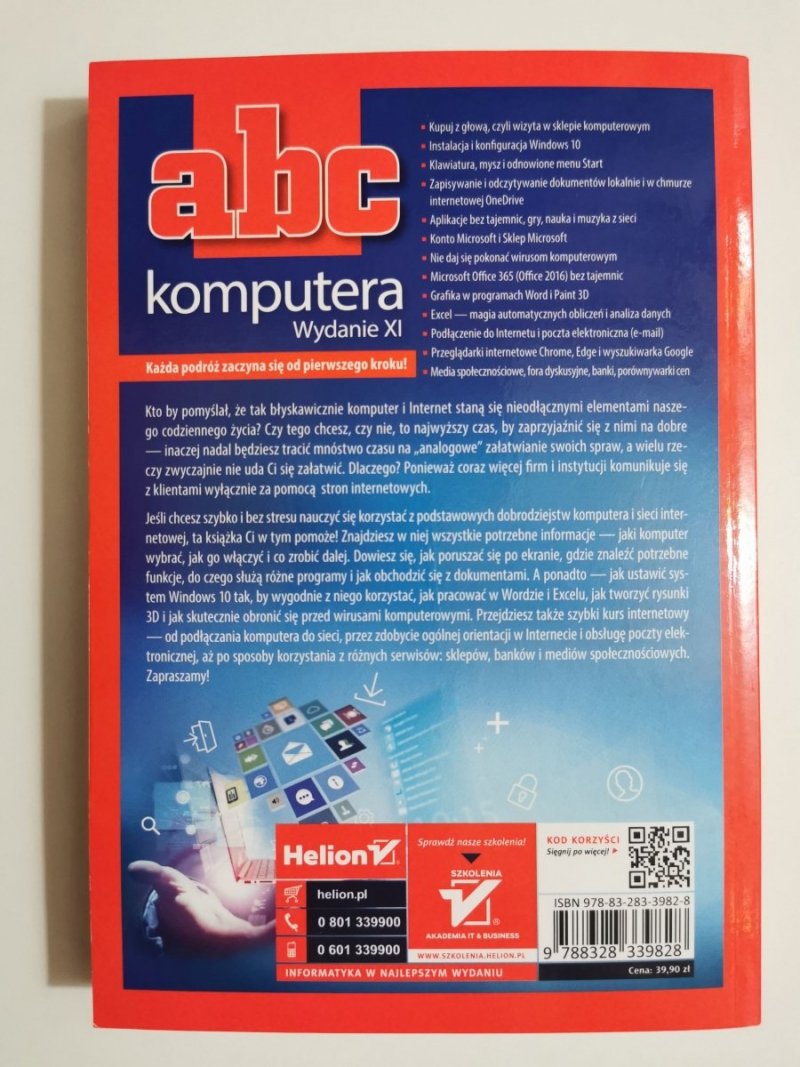 abc
komputera
Wydanie XI
Każda podróż zaczyna się od pierwszego kroku!
▪ Kupuj z głową, czyli wizyta w sklepie komputerowym
▪ Instalacja i konfiguracja Windows 10
▪ Klawiatura, mysz i odnowione menu Start
▪ Zapisywanie i odczytywanie dokumentów lokalnie i w chmurze
internetowej OneDrive
▪ Aplikacje bez tajemnic, gry, nauka i muzyka z sieci
▪ Konto Microsoft i Sklep Microsoft
▪ Nie daj się pokonać wirusom komputerowym
▪ Microsoft Office 365 (Office 2016) bez tajemnic
▪ Grafika w programach Word i Paint 3D
▪ Excel — magia automatycznych obliczeń i analiza danych
▪ Podłączenie do Internetu i poczta elektroniczna (e-mail)
▪ Przeglądarki internetowe Chrome, Edge i wyszukiwarka Google
▪ Media społecznościowe, fora dyskusyjne, banki, porównywarki cen
Kto by pomyślał, że tak błyskawicznie komputer i Internet staną się nieodłącznymi elementami nasze-
go codziennego życia? Czy tego chcesz, czy nie, to najwyższy czas, by zaprzyjaźnić się z nimi na dobre
— inaczej nadal będziesz tracić mnóstwo czasu na „analogowe” załatwianie swoich spraw, a wielu rze-
czy zwyczajnie nie uda Ci się załatwić. Dlaczego? Ponieważ coraz więcej firm i instytucji komunikuje się
z klientami wyłącznie za pomocą stron internetowych.
Jeśli chcesz szybko i bez stresu nauczyć się korzystać z podstawowych dobrodziejstw komputera i sieci inter-
netowej, ta książka Ci w tym pomoże! Znajdziesz w niej wszystkie potrzebne informacje — jaki komputer
wybrać, jak go włączyć i co zrobić dalej. Dowiesz się, jak poruszać się po ekranie, gdzie znaleźć potrzebne
funkcje, do czego służą różne programy i jak obchodzić się z dokumentami. A ponadto — jak ustawić sys-
tem Windows 10 tak, by wygodnie z niego korzystać, jak pracować w Wordzie i Excelu, jak tworzyć rysunki
3D i jak skutecznie obronić się przed wirusami komputerowymi. Przejdziesz także szybki kurs internetowy
— od podłączania komputera do sieci, przez zdobycie ogólnej orientacji w Internecie i obsługę poczty elek-
tronicznej, aż po sposoby korzystania z różnych serwisów: sklepów, banków i mediów społecznościowych.
Zapraszamy!
Helion®
helion.pl
0 801 339900
0 601 339900
INFORMATYKA W NAJLEPSZYM WYDANIU
Sprawdź nasze szkolenia!
SZKOLENIA
®
AKADEMIA IT & BUSINESS
WWW.SZKOLENIA.HELION.PL
KOD KORZYŚCI
Sięgnij po więcej!
ISBN 978-83-283-3982-8
9 788328 339828
Cena: 39,90 zł